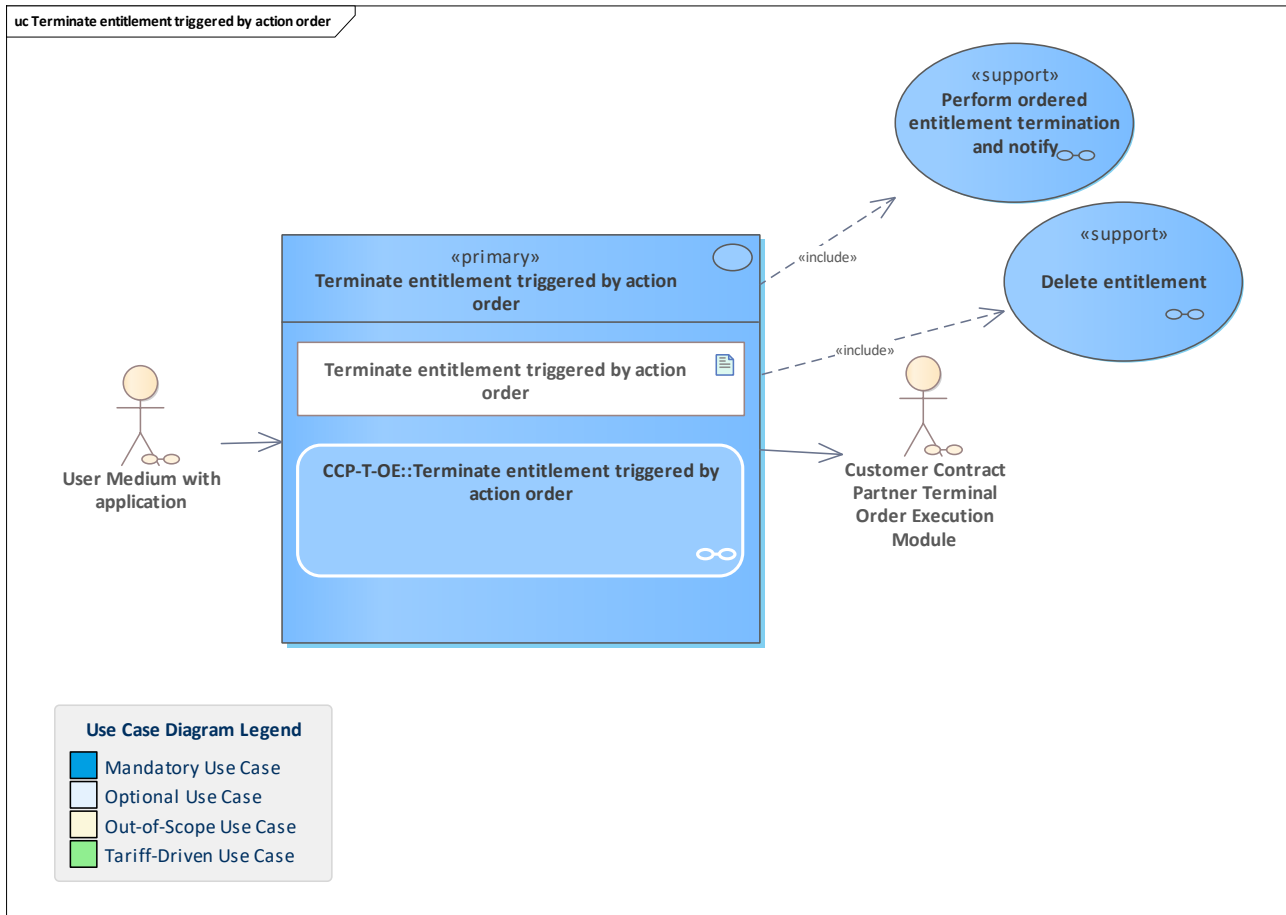 uc Terminate entitlement triggered by action order
«support»
Perform ordered
entitlement termination
and notify
«support»
Delete entitlement
«include»
«include»
«primary»
Terminate entitlement triggered by action
order
Terminate entitlement triggered by action
order
CCP-T-OE::Terminate entitlement triggered by
action order
User Medium with
application
Customer Contract
Partner Terminal
Order Execution
Module
Use Case Diagram Legend
Mandatory Use Case
Optional Use Case
Out-of-Scope Use Case
Tariff-Driven Use Case